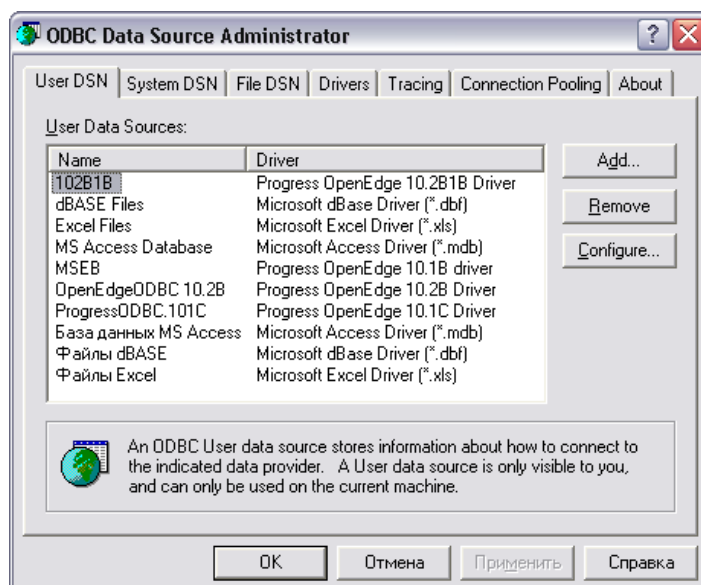 ODBC Data Source Administrator
User DSN System DSN File DSN Drivers Tracing Connection Pooling About
User Data Sources:
Name Driver
102B1B Progress OpenEdge 10.2B1B Driver
dBASE Files Microsoft dBase Driver (*.dbf)
Excel Files Microsoft Excel Driver (*.xls)
MS Access Database Microsoft Access Driver (*.mdb)
MSEB Progress OpenEdge 10.1B driver
OpenEdgeODBC 10.2B Progress OpenEdge 10.2B Driver
ProgressODBC.101C Progress OpenEdge 10.1C Driver
База данных MS Access Microsoft Access Driver (*.mdb)
Файлы dBASE Microsoft dBase Driver (*.dbf)
Файлы Excel Microsoft Excel Driver (*.xls)
Add...
Remove
Configure...
An ODBC User data source stores information about how to connect to
the indicated data provider. A User data source is only visible to you,
and can only be used on the current machine.
OK Отмена Применить Справка